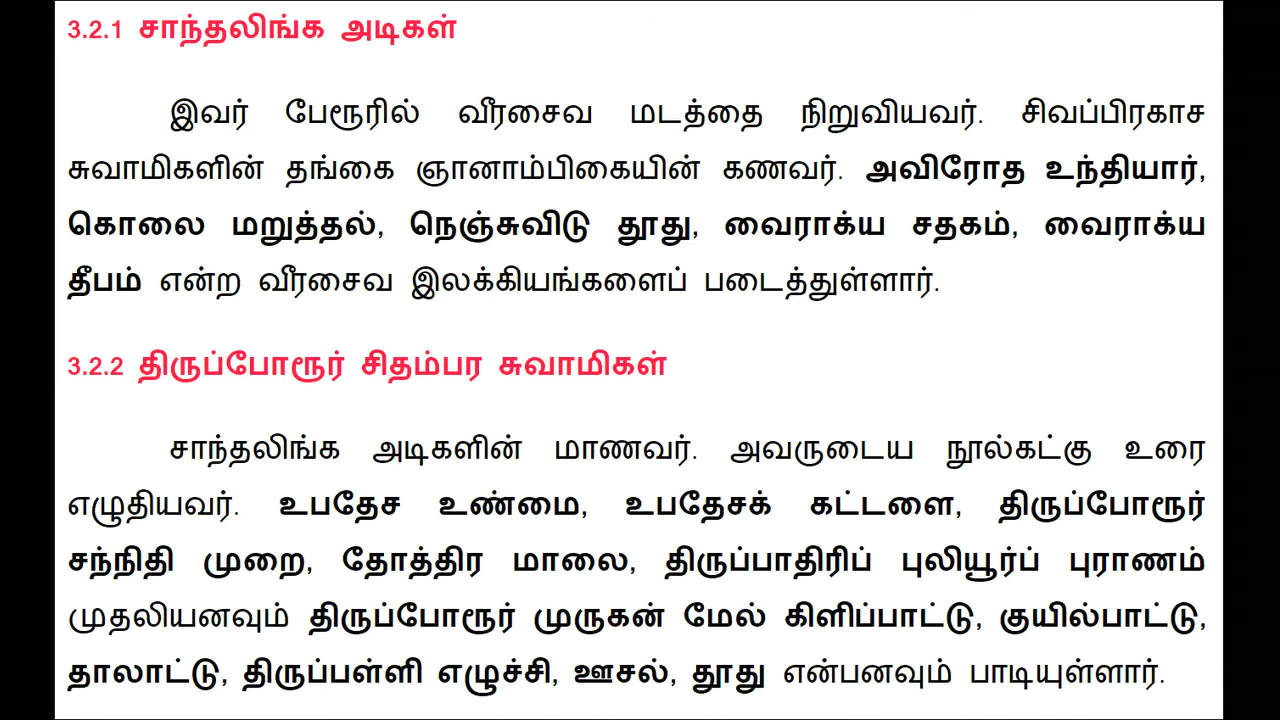 3.2.1 சாந்தலிங்க அடிகள்
இவர் பேரூரில் வீரசைவ மடத்தை நிறுவியவர். சிவப்பிரகாச
சுவாமிகளின் தங்கை ஞானாம்பிகையின் கணவர். அவிரோத உந்தியார்,
கொலை மறுத்தல், நெஞ்சுவிடு தூது, வைராக்ய சதகம், வைராக்ய
தீபம் என்ற வீரசைவ இலக்கியங்களைப் படைத்துள்ளார்.
3.2.2 திருப்போரூர் சிதம்பர சுவாமிகள்
சாந்தலிங்க அடிகளின் மாணவர். அவருடைய நூல்கட்கு உரை
எழுதியவர். உபதேச உண்மை, உபதேசக் கட்டளை, திருப்போரூர்
சந்நிதி முறை, தோத்திர மாலை, திருப்பாதிரிப் புலியூர்ப் புராணம்
முதலியனவும் திருப்போரூர் முருகன் மேல் கிளிப்பாட்டு, குயில்பாட்டு,
தாலாட்டு, திருப்பள்ளி எழுச்சி, ஊசல், தூது என்பனவும் பாடியுள்ளார்.